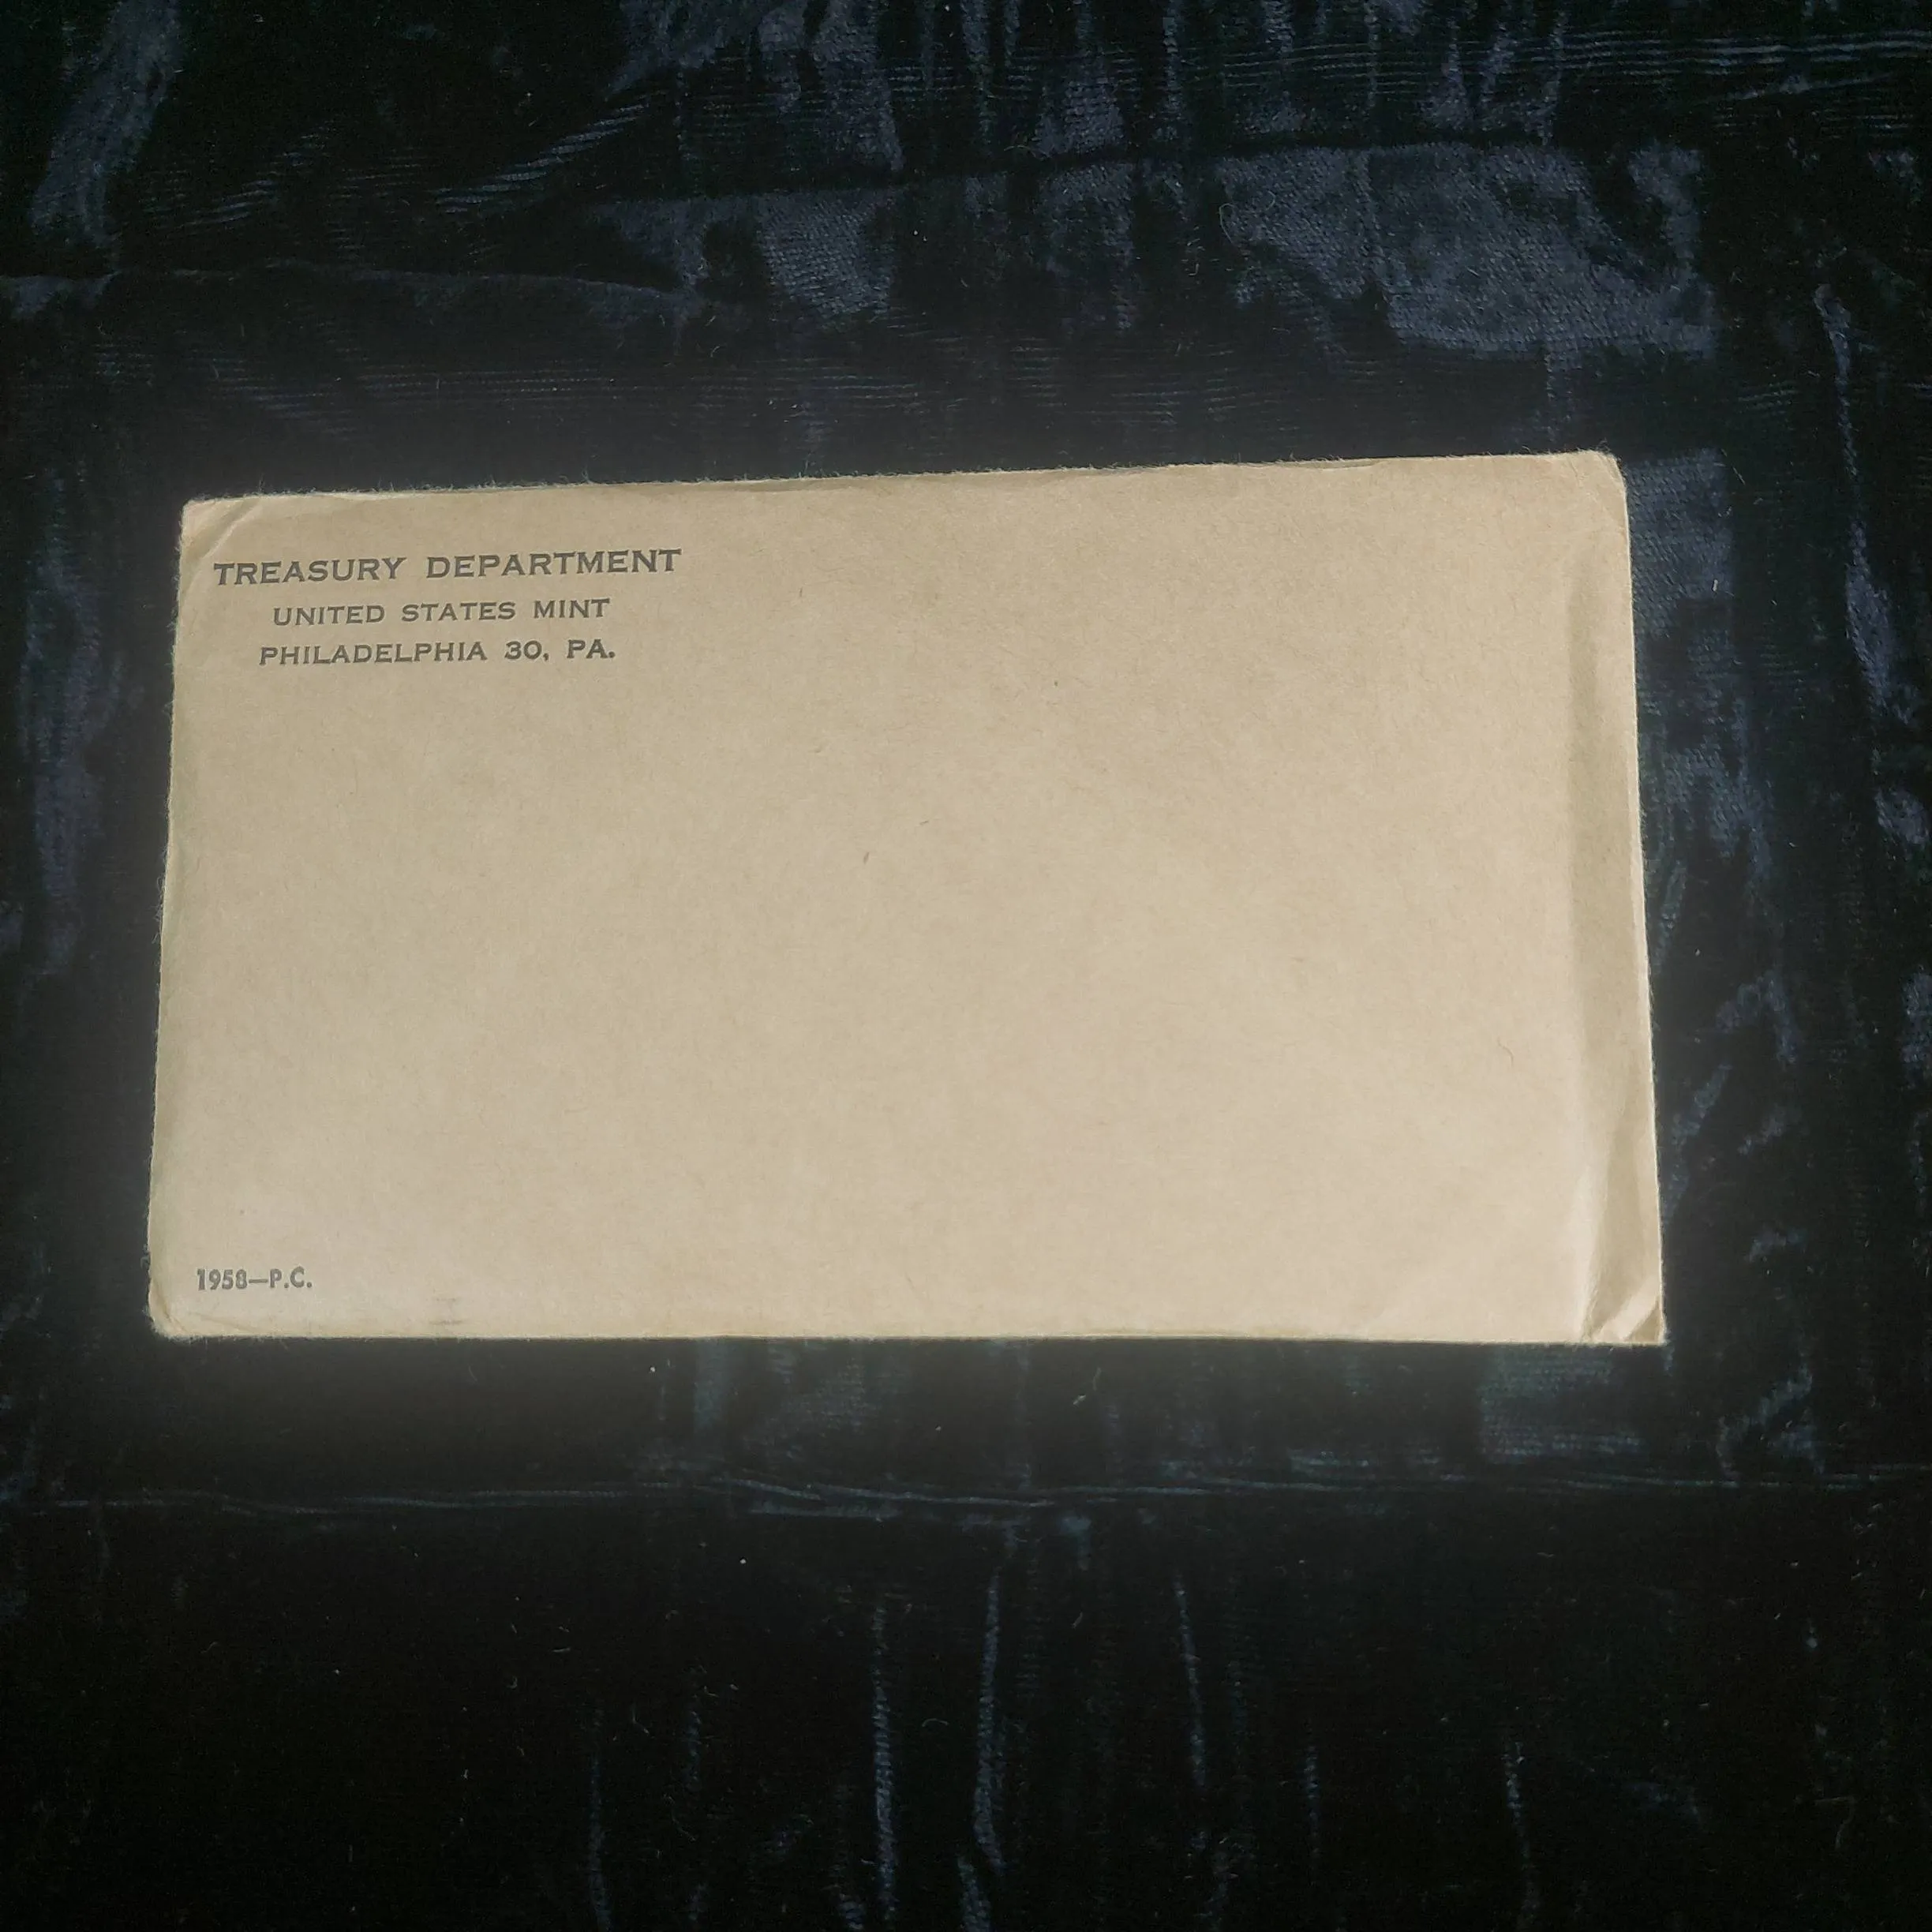 TREASURY DEPARTMENT
UNITED STATES MINT
PHILADELPHIA 30, PA.
1958—P.C.